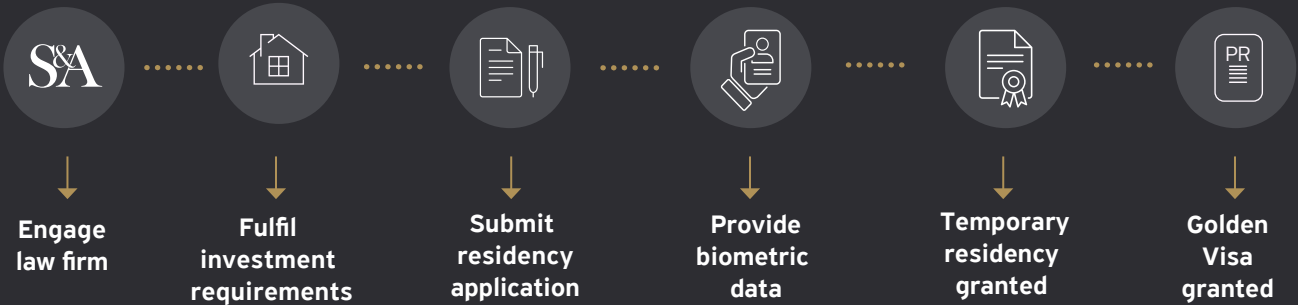 S&A
PR
Engage
law firm
Fulfil
investment
requirements
Submit
residency
application
Provide
biometric
data
Temporary
residency
granted
Golden
Visa
granted